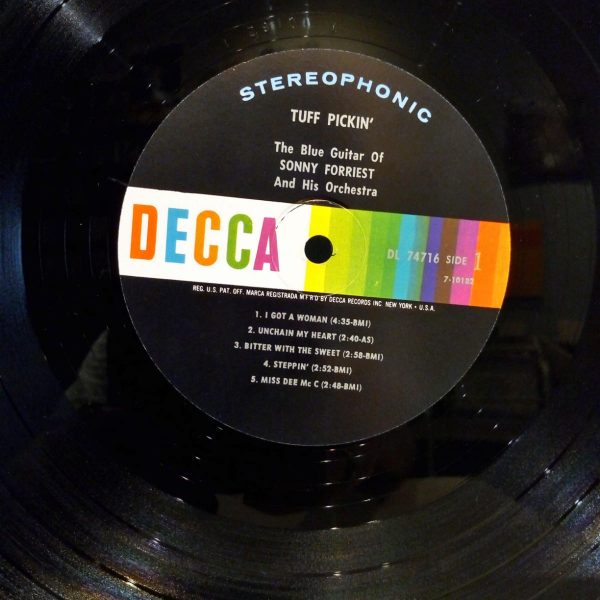 STEREOPHONIC
TUFF PICKIN'
The Blue Guitar Of
SONNY FORRIEST
And His Orchestra
DECCA
DL 74716 SIDE 1
7-10182
REG. U.S. PAT. OFF. MARCA REGISTRADA M'F'R'D BY DECCA RECORDS INC. NEW YORK • U.S.A.
1. I GOT A WOMAN (4:35-BMI)
2. UNCHAIN MY HEART (2:40-AS)
3. BITTER WITH THE SWEET (2:58-BMI)
4. STEPPIN' (2:52-BMI)
5. MISS DEE Mc C (2:48-BMI)